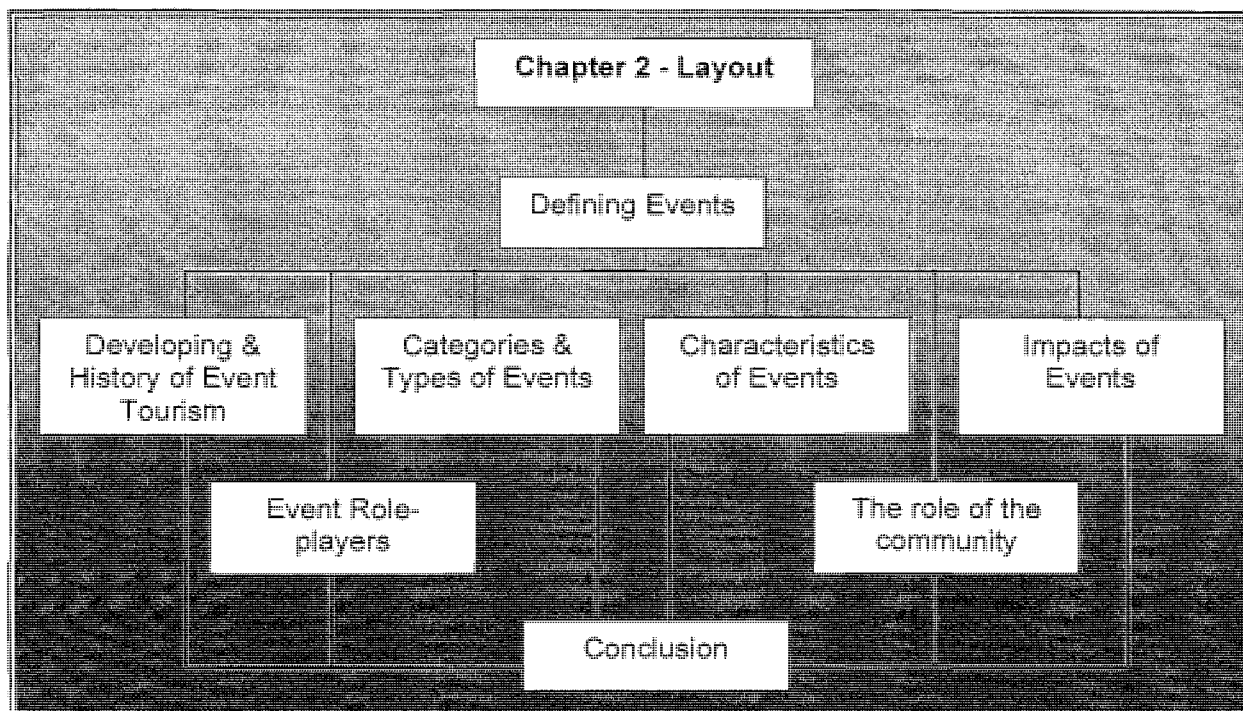 Chapter 2 - Layout
Defining Events
Developing &
History of Event
Tourism
Categories &
Types of Events
Characteristics
of Events
Impacts of
Events
Event Role-
players
The role of the
community
Conclusion